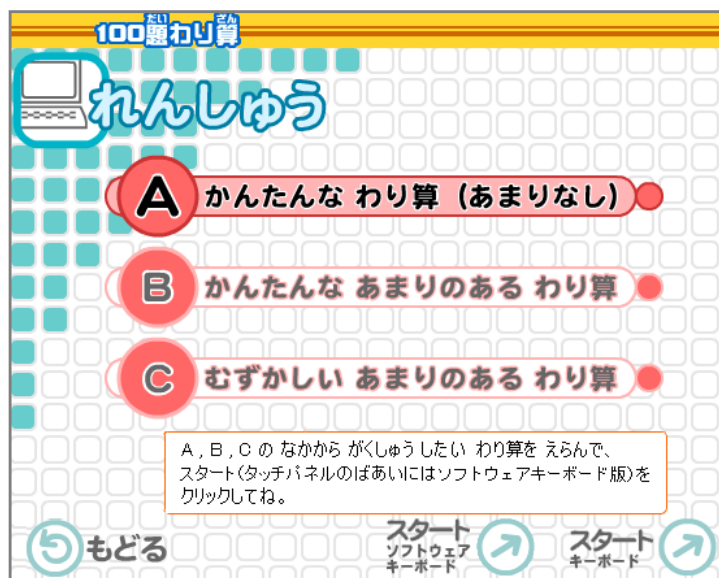 100題わり算
だい ざん
れんしゅう
A かんたんな わり算 (あまりなし)
B かんたんな あまりのある わり算
C むずかしい あまりのある わり算
A , B , C の なかから がくしゅう したい わり算を えらんで、
スタート(タッチパネルのばあいにはソフトウェアキーボード版)を
クリックしてね。
もどる
スタート
ソフトウェア
キーボード
スタート
キーボード